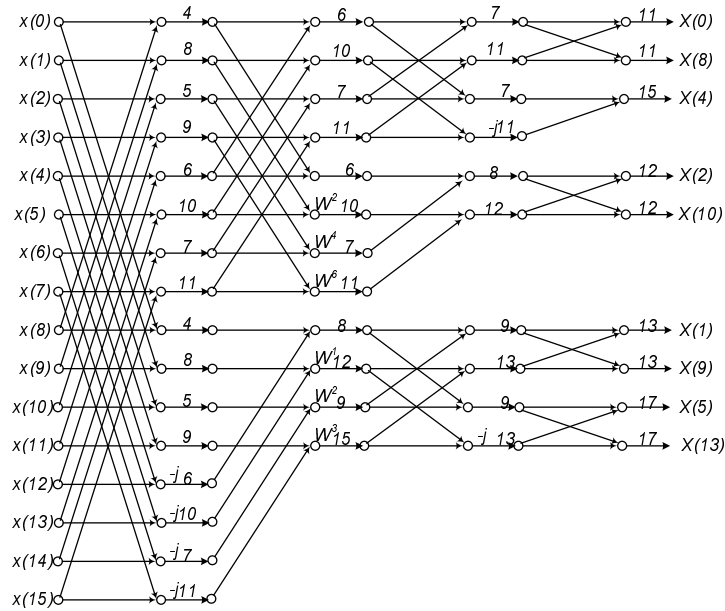 x(0) 4 6 7 11 X(0)
x(1) 8 10 11 11 X(8)
x(2) 5 7 7 15 X(4)
x(3) 9 11 -j11
x(4) 6 6 8 12 X(2)
x(5) 10 W² 10 12 12 X(10)
x(6) 7 W⁴ 7
x(7) 11 W⁶ 11
x(8) 4 8 9 13 X(1)
x(9) 8 W¹ 12 13 13 X(9)
x(10) 5 W² 9 9 17 X(5)
x(11) 9 W³ 15 -j 13 17 X(13)
x(12) -j 6
x(13) -j10
x(14) -j 7
x(15) -j11